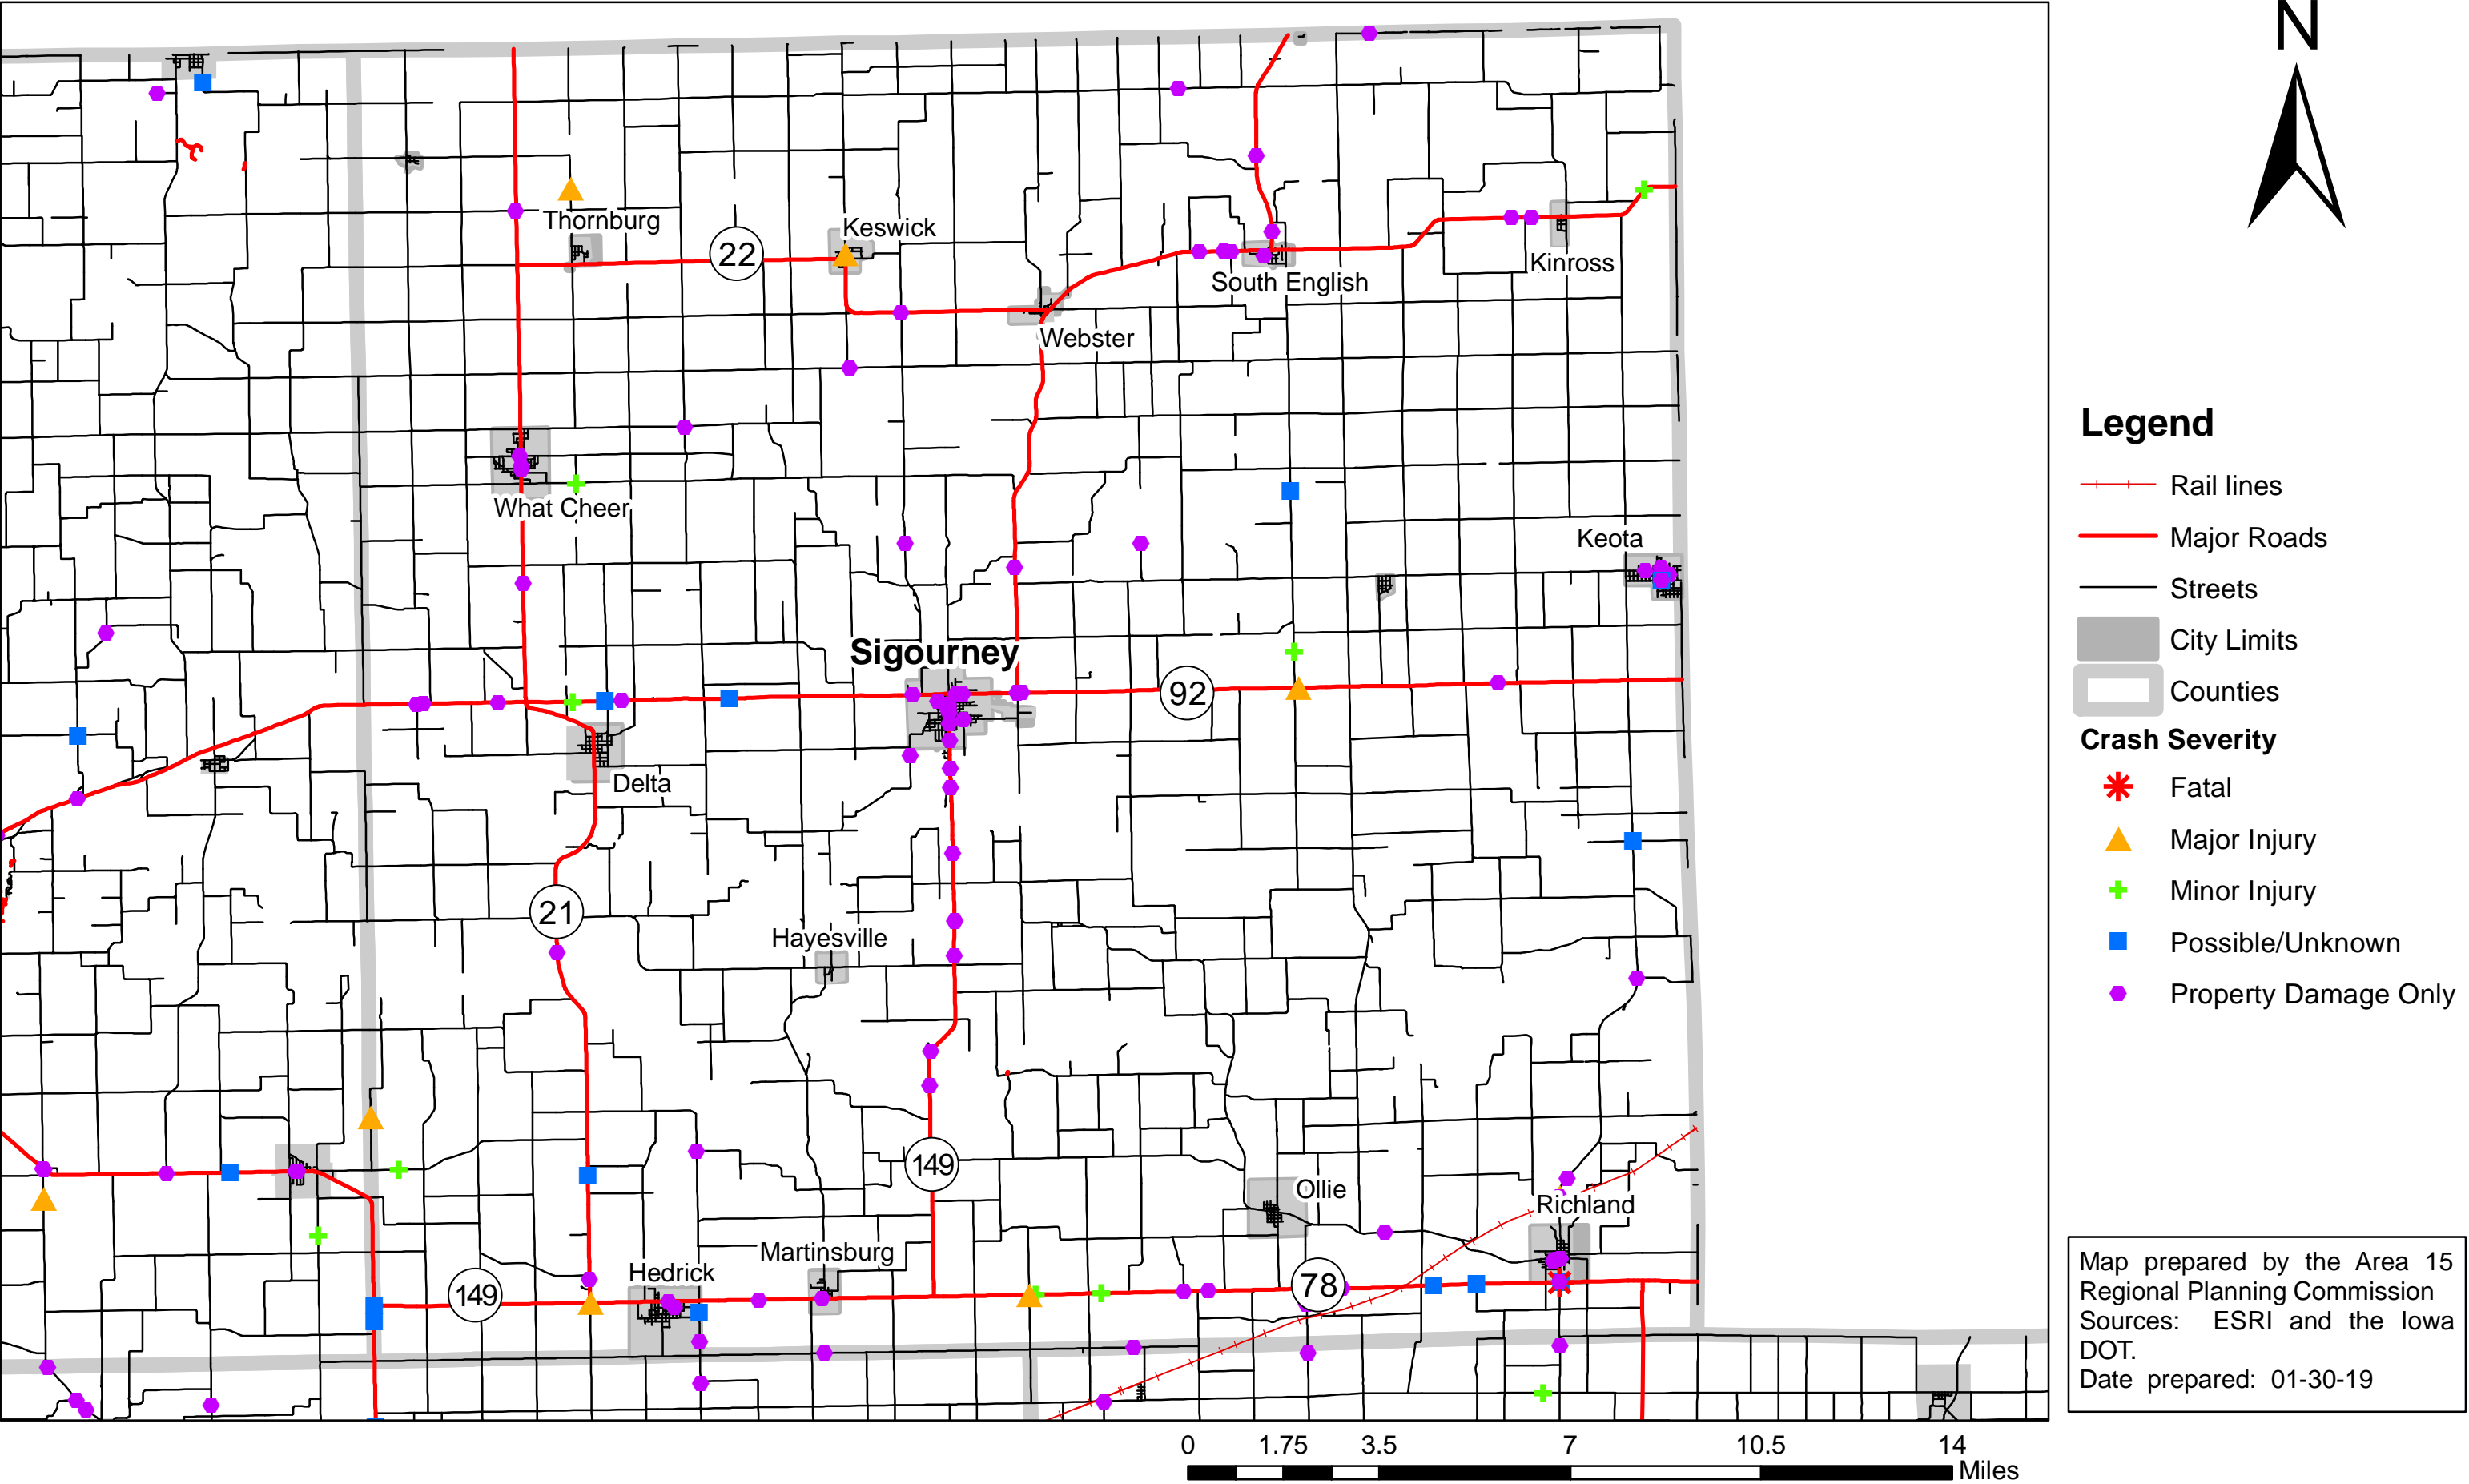 N
Thornburg
Keswick
22
South English
Kinross
Webster
What Cheer
Keota
Sigourney
92
Delta
21
Hayesville
149
Ollie
Richland
Martinsburg
Hedrick
149
78
Legend
Rail lines
Major Roads
Streets
City Limits
Counties
Crash Severity
Fatal
Major Injury
Minor Injury
Possible/Unknown
Property Damage Only
Map prepared by the Area 15
Regional Planning Commission
Sources: ESRI and the Iowa
DOT.
Date prepared: 01-30-19
0 1.75 3.5 7 10.5 14
Miles